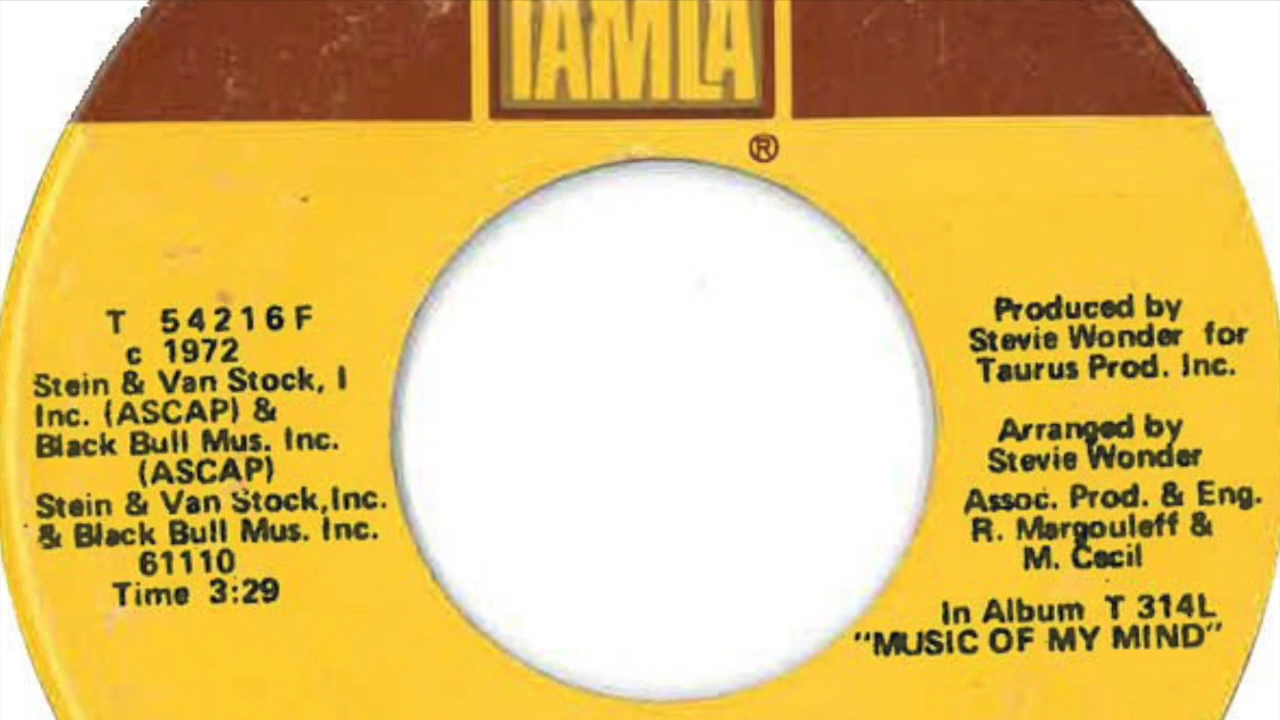 TAMLA
®
T 54216F
c 1972
Stein & Van Stock, I
Inc. (ASCAP) &
Black Bull Mus. Inc.
(ASCAP)
Stein & Van Stock, Inc.
& Black Bull Mus. Inc.
61110
Time 3:29
Produced by
Stevie Wonder for
Taurus Prod. Inc.
Arranged by
Stevie Wonder
Assoc. Prod. & Eng.
R. Margouleff &
M. Cecil
In Album T 314L
"MUSIC OF MY MIND"